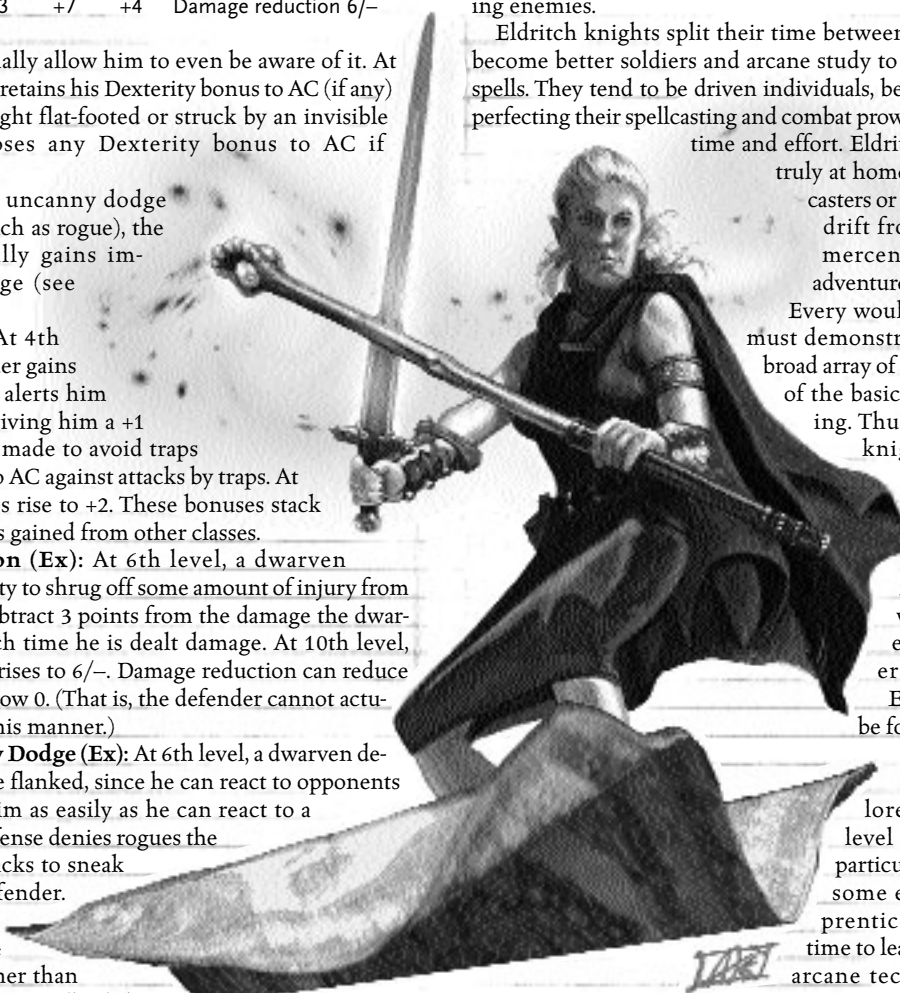 3 +7 +4 Damage reduction 6/–
ally allow him to even be aware of it. At
retains his Dexterity bonus to AC (if any)
ght flat-footed or struck by an invisible
oses any Dexterity bonus to AC if
uncanny dodge
ch as rogue), the
lly gains im-
ge (see
At 4th
er gains
alerts him
iving him a +1
made to avoid traps
o AC against attacks by traps. At
s rise to +2. These bonuses stack
s gained from other classes.
on (Ex): At 6th level, a dwarven
ty to shrug off some amount of injury from
btract 3 points from the damage the dwar-
ch time he is dealt damage. At 10th level,
rises to 6/–. Damage reduction can reduce
ow 0. (That is, the defender cannot actu-
his manner.)
y Dodge (Ex): At 6th level, a dwarven de-
e flanked, since he can react to opponents
im as easily as he can react to a
fense denies rogues the
cks to sneak
fender.
her than
ing enemies.
Eldritch knights split their time between
become better soldiers and arcane study to
spells. They tend to be driven individuals, be
perfecting their spellcasting and combat prow
time and effort. Eldrit
truly at home
casters or
drift fro
mercen
adventure
Every woul
must demonstr
broad array of
of the basic
ing. Thu
knig
e
er
E
be fo
lore
level
particu
some e
prentic
time to lea
arcane tec